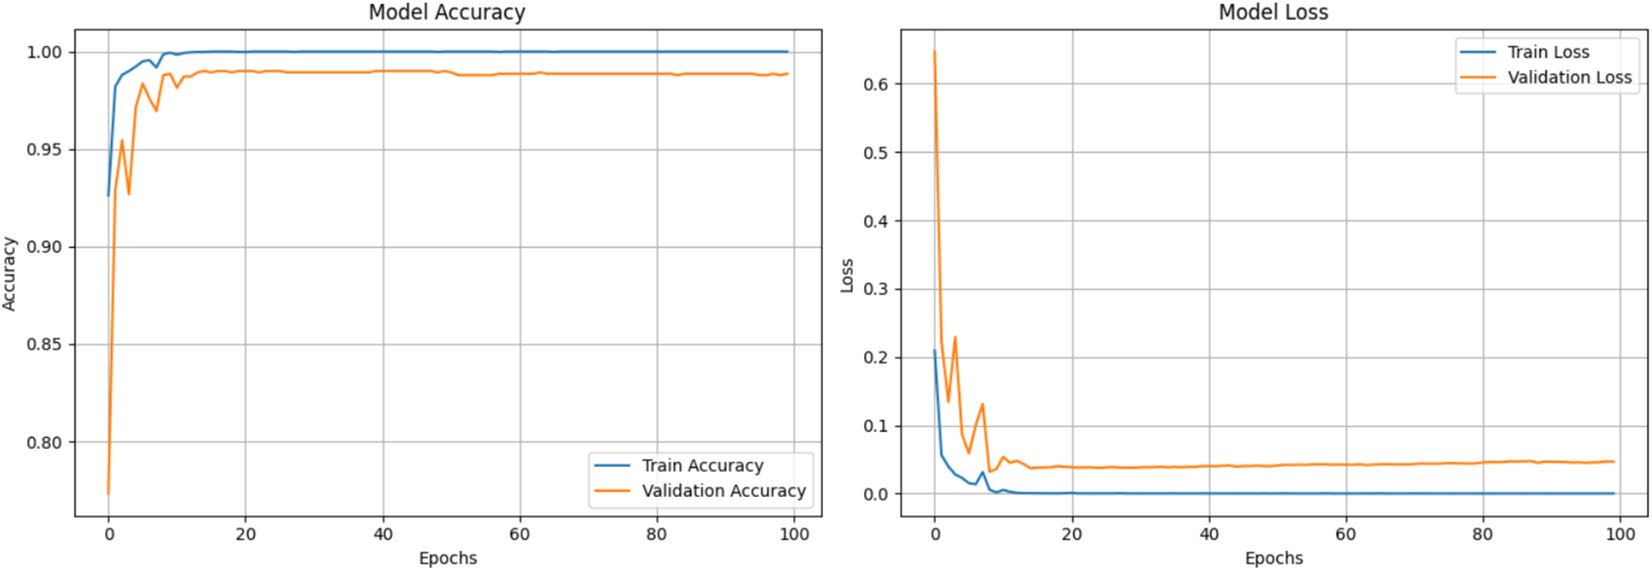 Model Accuracy
1.00
0.95
0.90
0.85
0.80
Accuracy
0 20 40 60 80 100
Epochs
Train Accuracy
Validation Accuracy
Model Loss
0.6
0.5
0.4
0.3
0.2
0.1
0.0
Loss
0 20 40 60 80 100
Epochs
Train Loss
Validation Loss